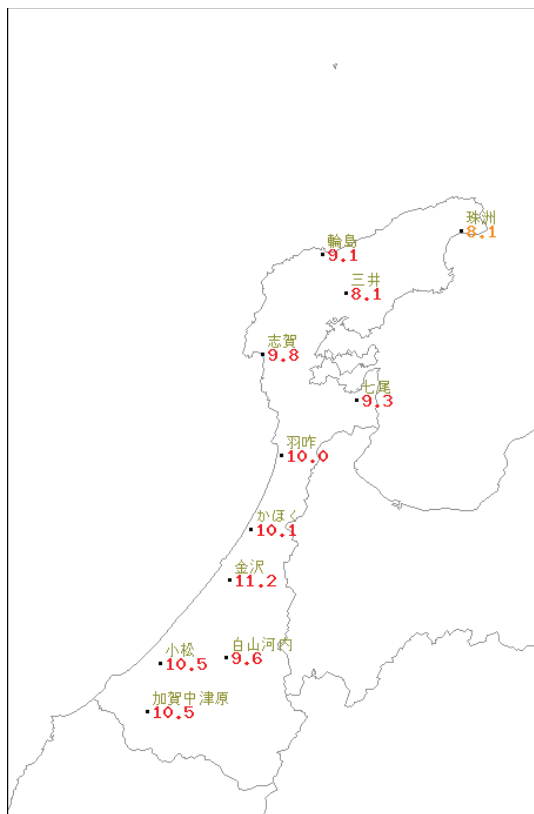 珠洲
8.1
輪島
9.1
三井
8.1
志賀
9.8
七尾
9.3
羽咋
10.0
かほく
10.1
金沢
11.2
白山河内
9.6
小松
10.5
加賀中津原
10.5